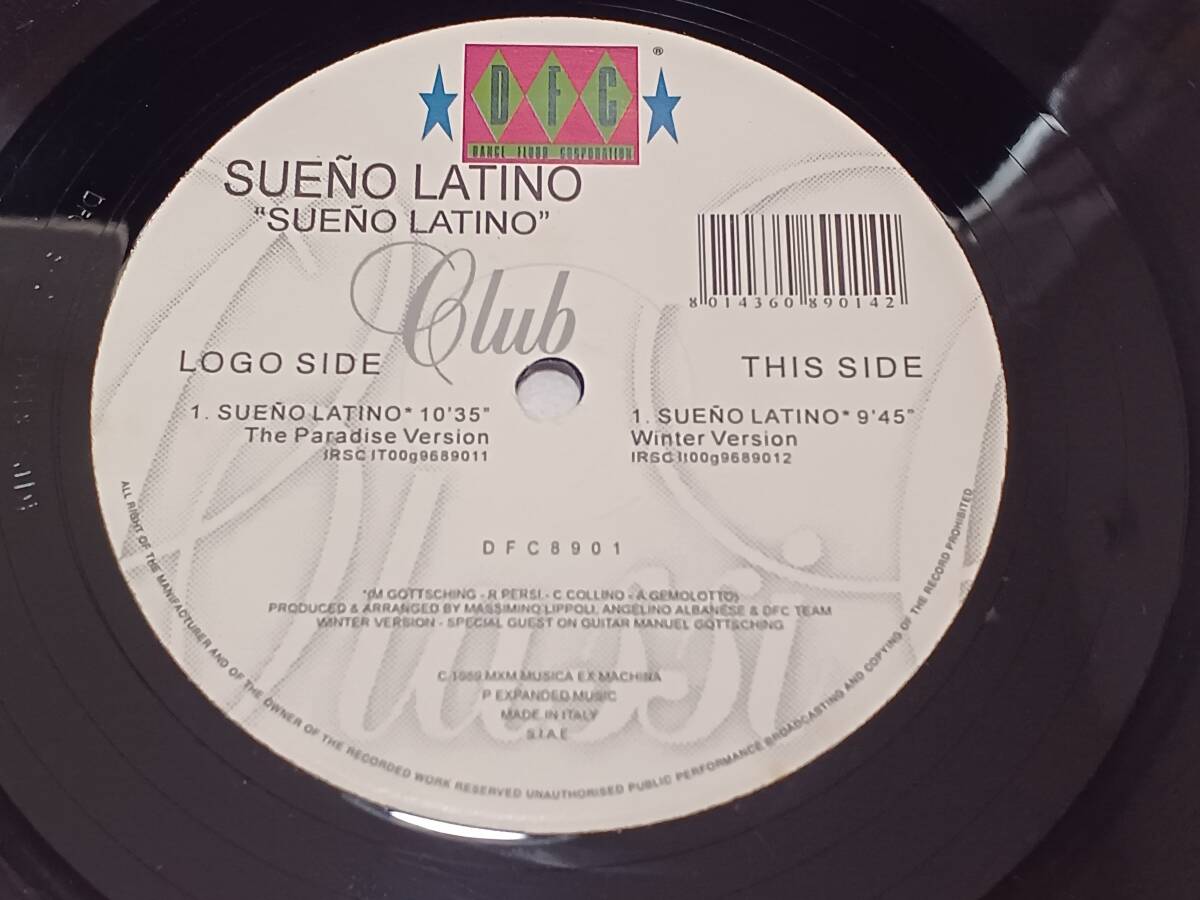 D F C ®
DANCE FLOOR CORPORATION
SUEÑO LATINO
"SUEÑO LATINO"
Club
8 014360 890142
LOGO SIDE
1. SUEÑO LATINO* 10'35"
The Paradise Version
IRSC IT00g9689011
THIS SIDE
1. SUEÑO LATINO* 9'45"
Winter Version
IRSC It00g9689012
DFC8901
*(M GOTTSCHING - R PERSI - C COLLINO - A GEMOLOTTO)
PRODUCED & ARRANGED BY MASSIMINO LIPPOLI, ANGELINO ALBANESE & DFC TEAM
WINTER VERSION - SPECIAL GUEST ON GUITAR MANUEL GOTTSCHING
C 1989 MXM MUSICA EX MACHINA
P EXPANDED MUSIC
MADE IN ITALY
S.I.A.E
ALL RIGHT OF THE MANIFACTURER AND OF THE OWNER OF THE RECORDED WORK RESERVED UNAUTHORISED PUBLIC PERFORMANCE BROADCASTING AND COPYING OF THE RECORD PROHIBITED